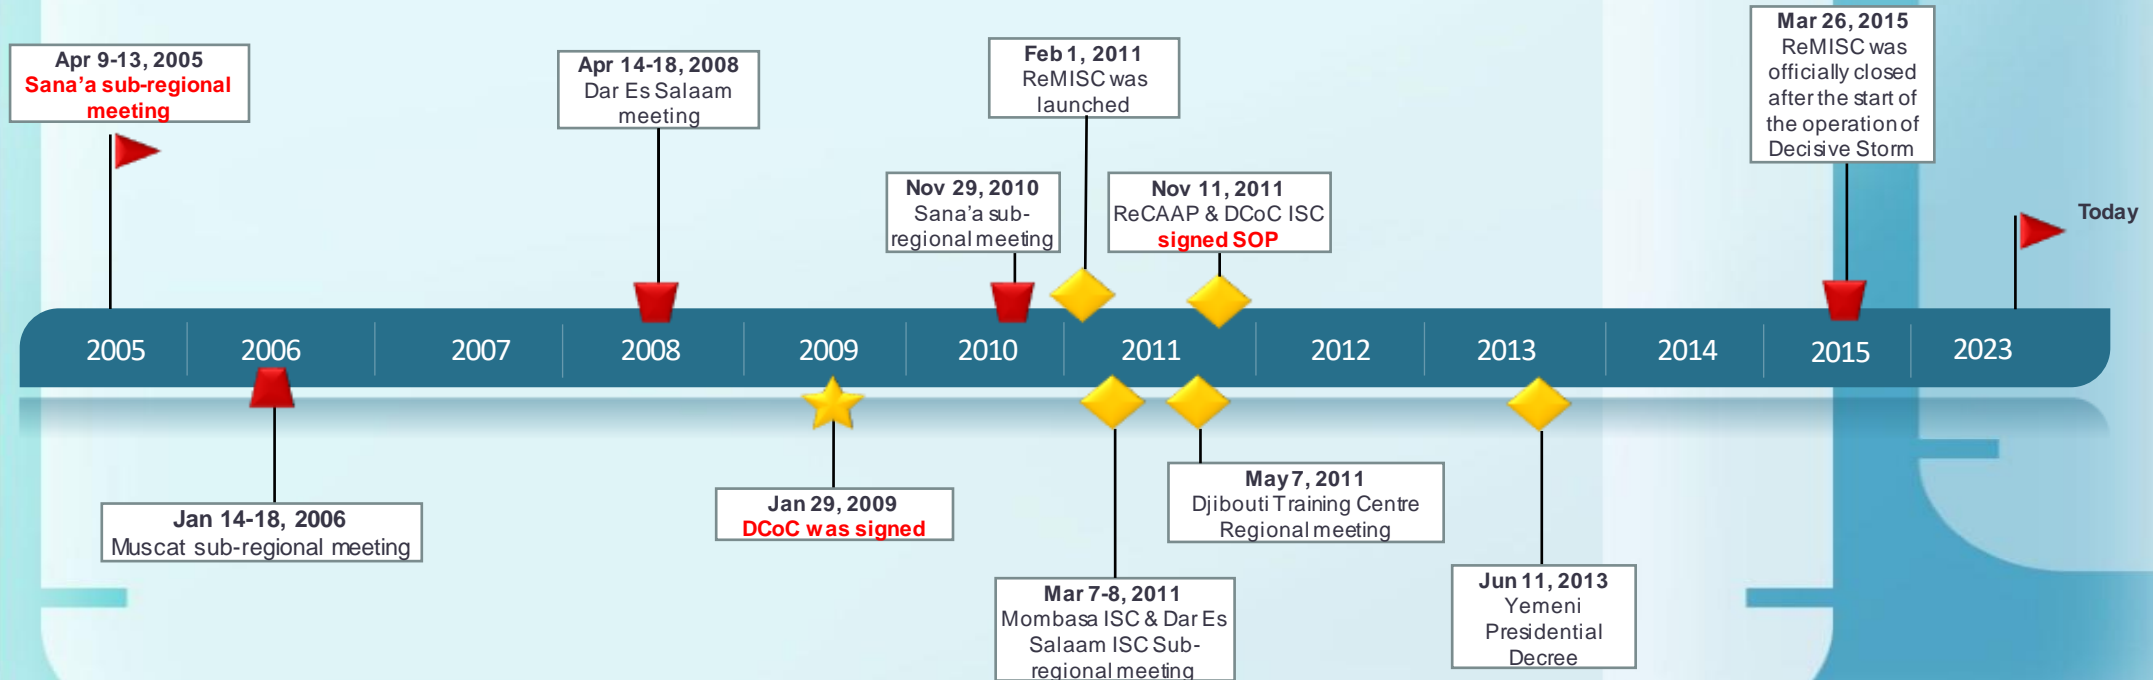 Apr 9-13, 2005
Sana'a sub-regional
meeting
Apr 14-18, 2008
Dar Es Salaam
meeting
Nov 29, 2010
Sana'a sub-
regional meeting
Feb 1, 2011
ReMISC was
launched
Nov 11, 2011
ReCAAP & DCoC ISC
signed SOP
Mar 26, 2015
ReMISC was
officially closed
after the start of
the operation of
Decisive Storm
Today
2005
2006
2007
2008
2009
2010
2011
2012
2013
2014
2015
2023
Jan 14-18, 2006
Muscat sub-regional meeting
Jan 29, 2009
DCoC was signed
Mar 7-8, 2011
Mombasa ISC & Dar Es
Salaam ISC Sub-
regional meeting
May 7, 2011
Djibouti Training Centre
Regional meeting
Jun 11, 2013
Yemeni
Presidential
Decree